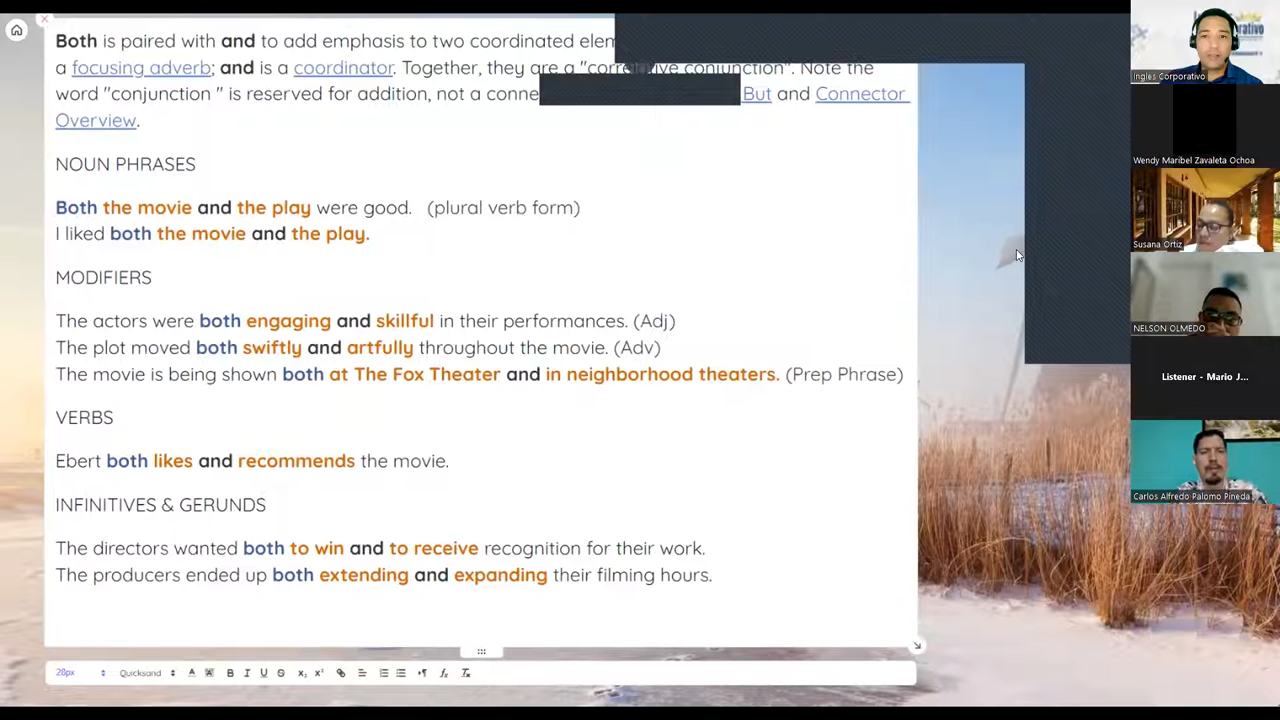 Both is paired with and to add emphasis to two coordinated
a focusing adverb; and is a coordinator. Together, they are a conjunction". Note the
word "conjunction " is reserved for addition, not a But and Connector
Overview.
NOUN PHRASES
Both the movie and the play were good. (plural verb form)
I liked both the movie and the play.
MODIFIERS
The actors were both engaging and skillful in their performances. (Adj)
The plot moved both swiftly and artfully throughout the movie. (Adv)
The movie is being shown both at The Fox Theater and in neighborhood theaters. (Prep Phrase)
VERBS
Ebert both likes and recommends the movie.
INFINITIVES & GERUNDS
The directors wanted both to win and to receive recognition for their work.
The producers ended up both extending and expanding their filming hours.
28px Quicksand
Ingles Corporativo
Wendy Maribel Zavaleta Ochoa
Susana Ortiz
NELSON OLMEDO
Listener - Mario J...
Carlos Alfredo Palomo Pineda